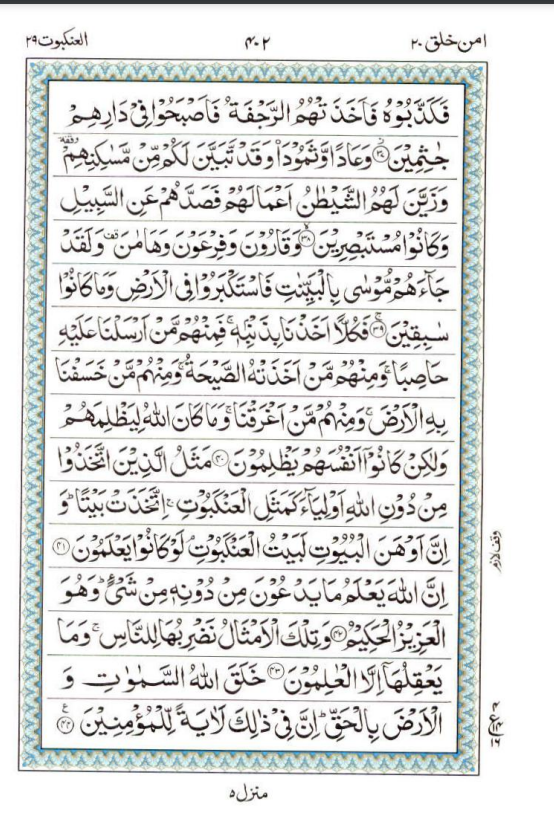 امن خلق ٢٠
٤٠٢
العنكبوت ٢٩
فَكَذَّبُوْهُ فَاَخَذَتْهُمُ الرَّجْفَةُ فَاَصْبَحُوْا فِيْ دَارِهِمْ
جٰثِمِيْنَ ﴿٣٧﴾ وَعَادًا وَّثَمُوْدَا۟ وَقَدْ تَّبَيَّنَ لَكُمْ مِّنْ مَّسٰكِنِهِمْ وقفة
وَزَيَّنَ لَهُمُ الشَّيْطٰنُ اَعْمَالَهُمْ فَصَدَّهُمْ عَنِ السَّبِيْلِ
وَكَانُوْا مُسْتَبْصِرِيْنَ ﴿٣٨﴾ وَقَارُوْنَ وَفِرْعَوْنَ وَهَامٰنَ وَلَقَدْ
جَآءَهُمْ مُّوْسٰى بِالْبَيِّنٰتِ فَاسْتَكْبَرُوْا فِي الْاَرْضِ وَمَا كَانُوْا
سٰبِقِيْنَ ﴿٣٩﴾ فَكُلًّا اَخَذْنَا بِذَنْۢبِهٖ ۚ فَمِنْهُمْ مَّنْ اَرْسَلْنَا عَلَيْهِ
حَاصِبًا ۚ وَمِنْهُمْ مَّنْ اَخَذَتْهُ الصَّيْحَةُ ۚ وَمِنْهُمْ مَّنْ خَسَفْنَا
بِهِ الْاَرْضَ ۚ وَمِنْهُمْ مَّنْ اَغْرَقْنَا ۚ وَمَا كَانَ اللّٰهُ لِيَظْلِمَهُمْ
وَلٰكِنْ كَانُوْٓا اَنْفُسَهُمْ يَظْلِمُوْنَ ﴿٤٠﴾ مَثَلُ الَّذِيْنَ اتَّخَذُوْا
مِنْ دُوْنِ اللّٰهِ اَوْلِيَآءَ كَمَثَلِ الْعَنْكَبُوْتِ ۚ اِتَّخَذَتْ بَيْتًا ؕ وَ
اِنَّ اَوْهَنَ الْبُيُوْتِ لَبَيْتُ الْعَنْكَبُوْتِ ۘ لَوْ كَانُوْا يَعْلَمُوْنَ ﴿٤١﴾
وقف لازم
اِنَّ اللّٰهَ يَعْلَمُ مَا يَدْعُوْنَ مِنْ دُوْنِهٖ مِنْ شَيْءٍ ؕ وَهُوَ
الْعَزِيْزُ الْحَكِيْمُ ﴿٤٢﴾ وَتِلْكَ الْاَمْثَالُ نَضْرِبُهَا لِلنَّاسِ ۚ وَمَا
يَعْقِلُهَآ اِلَّا الْعٰلِمُوْنَ ﴿٤٣﴾ خَلَقَ اللّٰهُ السَّمٰوٰتِ وَ
الْاَرْضَ بِالْحَقِّ ؕ اِنَّ فِيْ ذٰلِكَ لَاٰيَةً لِّلْمُؤْمِنِيْنَ ﴿٤٤﴾
ع
منزل ٥